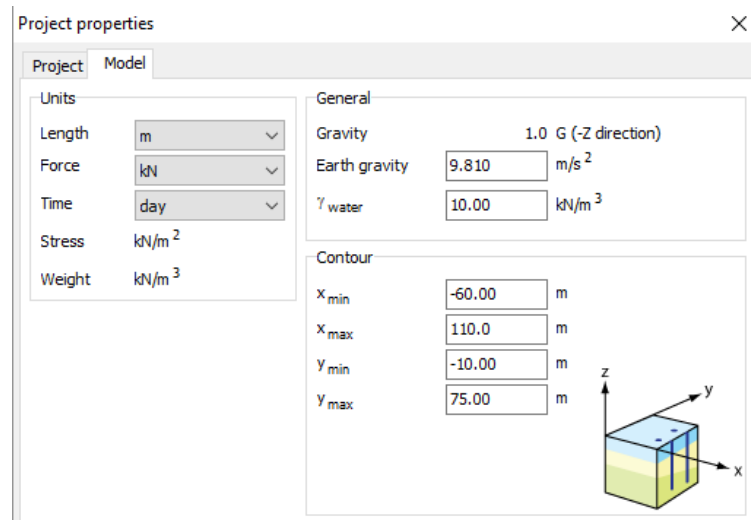 Project properties
Project Model
Units
Length m
Force kN
Time day
Stress kN/m 2
Weight kN/m 3
General
Gravity 1.0 G (-Z direction)
Earth gravity 9.810 m/s 2
γ water 10.00 kN/m 3
Contour
x min -60.00 m
x max 110.0 m
y min -10.00 m
y max 75.00 m
z
y
x